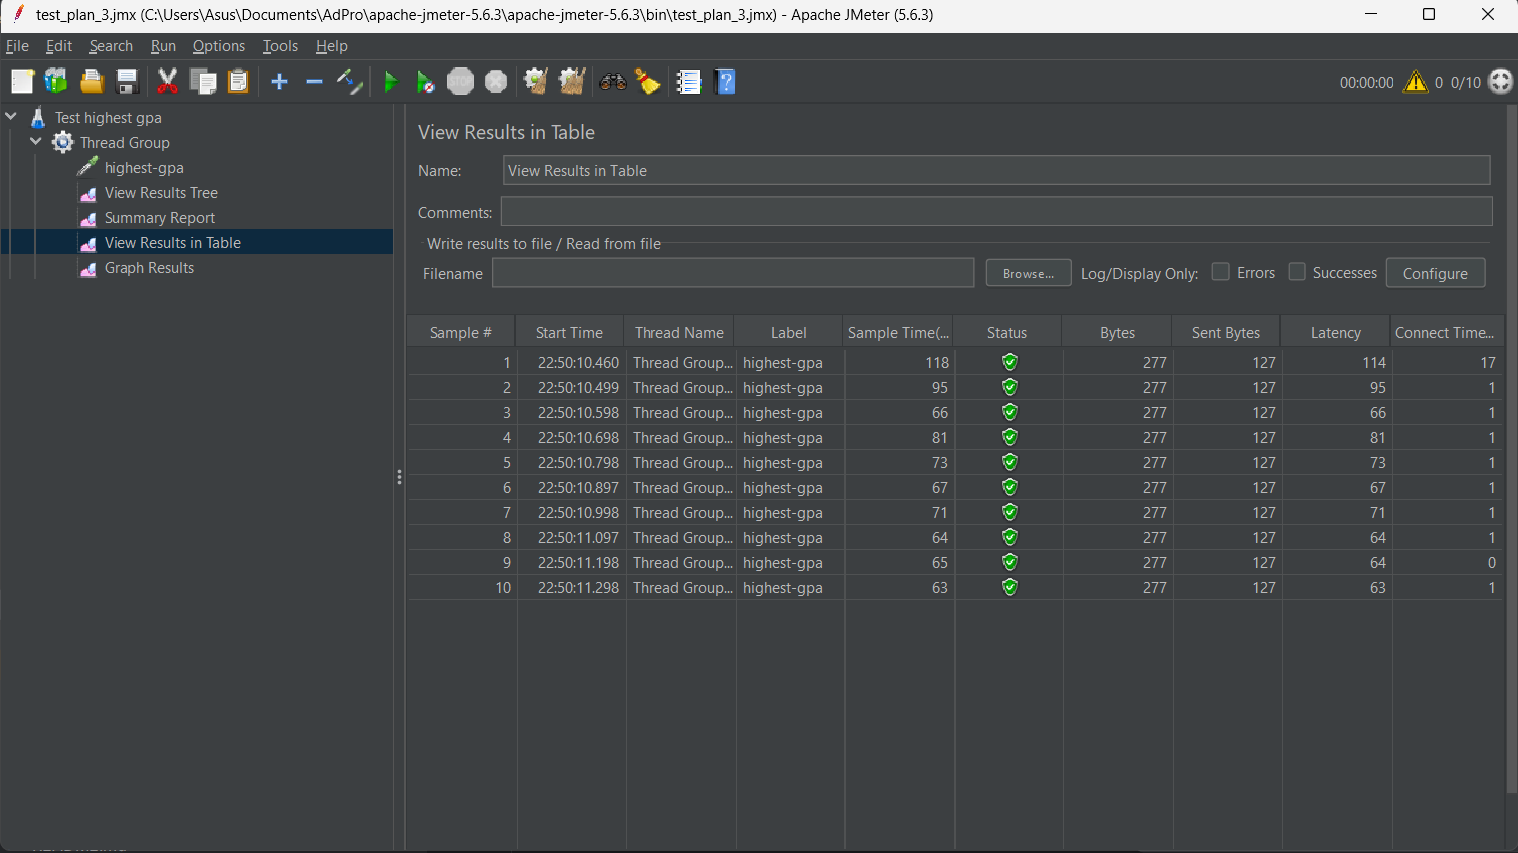 test_plan_3.jmx (C:\Users\Asus\Documents\AdPro\apache-jmeter-5.6.3\apache-jmeter-5.6.3\bin\test_plan_3.jmx) - Apache JMeter (5.6.3)
File Edit Search Run Options Tools Help
STOP 00:00:00 0 0/10
Test highest gpa
Thread Group
highest-gpa
View Results Tree
Summary Report
View Results in Table
Graph Results
View Results in Table
Name: View Results in Table
Comments:
Write results to file / Read from file
Filename Browse... Log/Display Only: Errors Successes Configure
Sample # Start Time Thread Name Label Sample Time(... Status Bytes Sent Bytes Latency Connect Time...
1 22:50:10.460 Thread Group... highest-gpa 118 277 127 114 17
2 22:50:10.499 Thread Group... highest-gpa 95 277 127 95 1
3 22:50:10.598 Thread Group... highest-gpa 66 277 127 66 1
4 22:50:10.698 Thread Group... highest-gpa 81 277 127 81 1
5 22:50:10.798 Thread Group... highest-gpa 73 277 127 73 1
6 22:50:10.897 Thread Group... highest-gpa 67 277 127 67 1
7 22:50:10.998 Thread Group... highest-gpa 71 277 127 71 1
8 22:50:11.097 Thread Group... highest-gpa 64 277 127 64 1
9 22:50:11.198 Thread Group... highest-gpa 65 277 127 64 0
10 22:50:11.298 Thread Group... highest-gpa 63 277 127 63 1